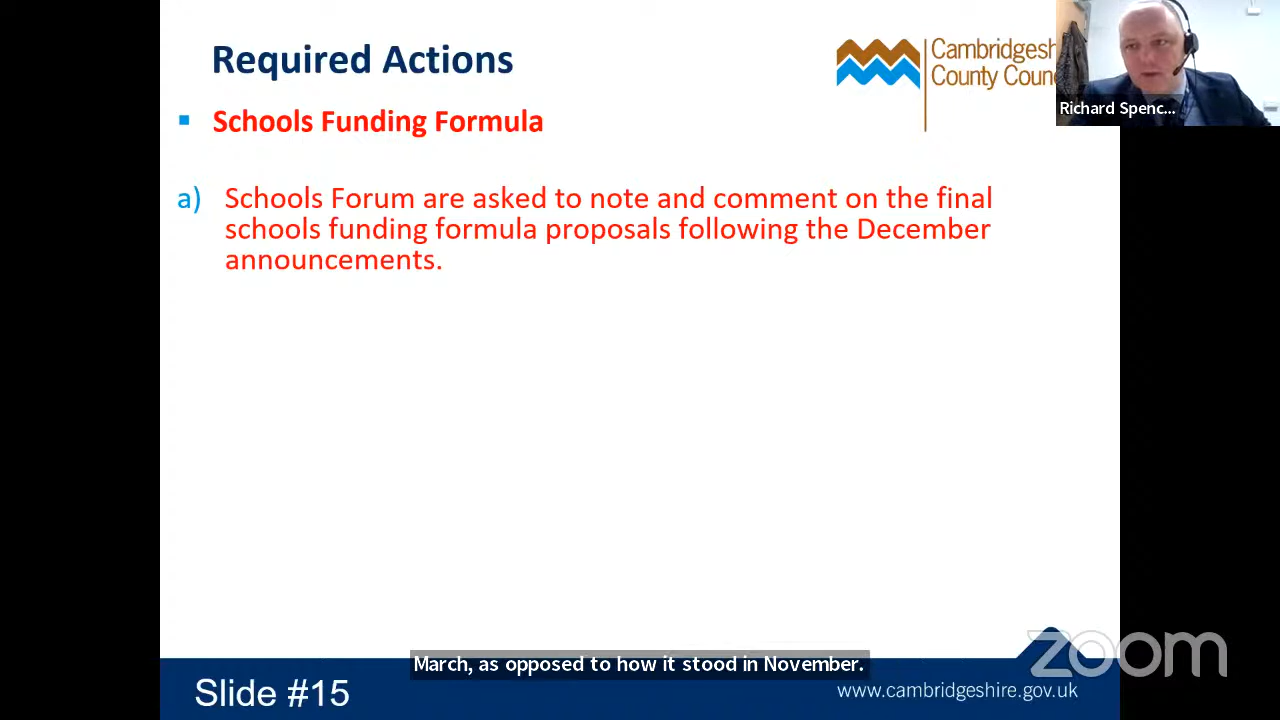 Required Actions
Cambridgesh
County Counc
Richard Spenc...
Schools Funding Formula
a) Schools Forum are asked to note and comment on the final
schools funding formula proposals following the December
announcements.
March, as opposed to how it stood in November.
zoom
Slide #15
www.cambridgeshire.gov.uk